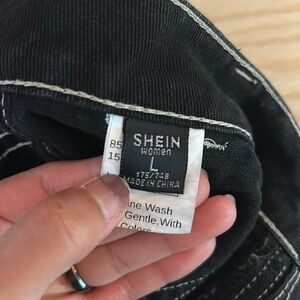 SHEIN
women
L
175/74B
MADE IN CHINA
85
15
ne Wash
Gentle, With
Colors